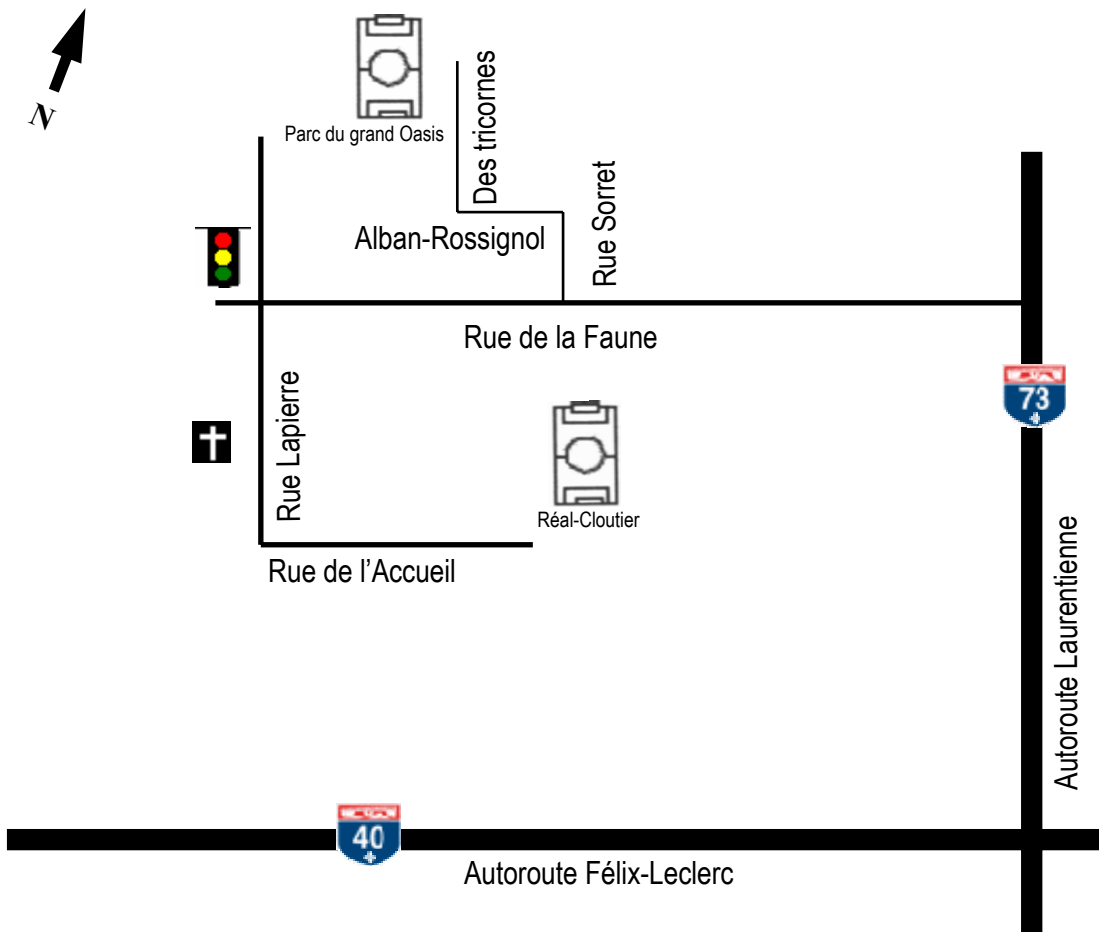 N
Parc du grand Oasis
Des tricornes
Rue Sorret
Alban-Rossignol
Rue de la Faune
73
Rue Lapierre
Réal-Cloutier
Rue de l'Accueil
Autoroute Laurentienne
40
Autoroute Félix-Leclerc